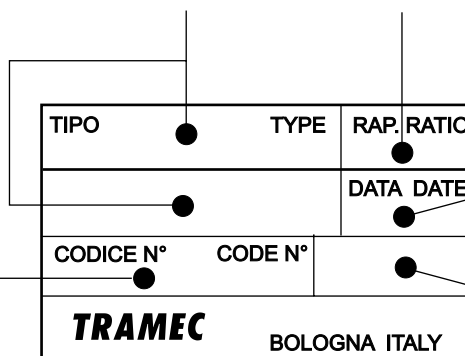 TIPO TYPE RAP. RATIO
DATA DATE
CODICE N° CODE N°
TRAMEC
BOLOGNA ITALY